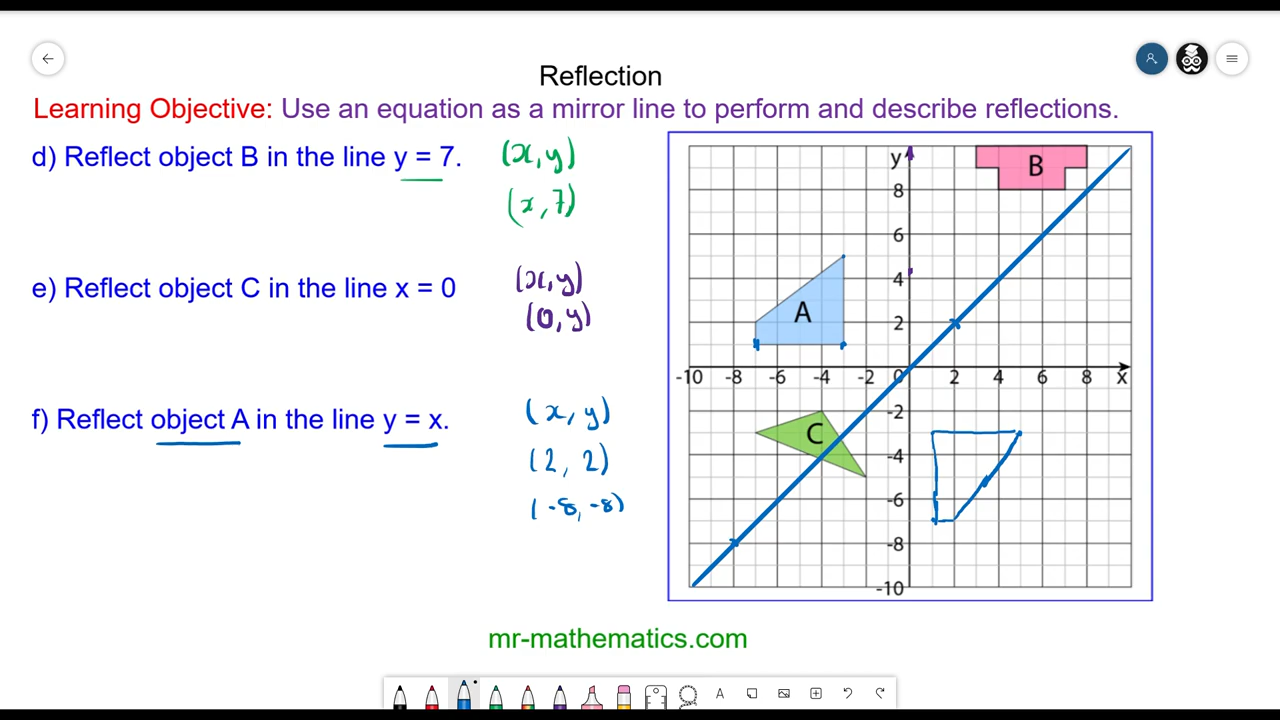 Reflection
Learning Objective: Use an equation as a mirror line to perform and describe reflections.
d) Reflect object B in the line y = 7.
(x, y)
(x, 7)
e) Reflect object C in the line x = 0
(x, y)
(0, y)
f) Reflect object A in the line y = x.
(x, y)
(2, 2)
(-8, -8)
y
B
8
6
4
A
2
-10 -8 -6 -4 -2 0 2 4 6 8 x
-2
C
-4
-6
-8
-10
mr-mathematics.com
A